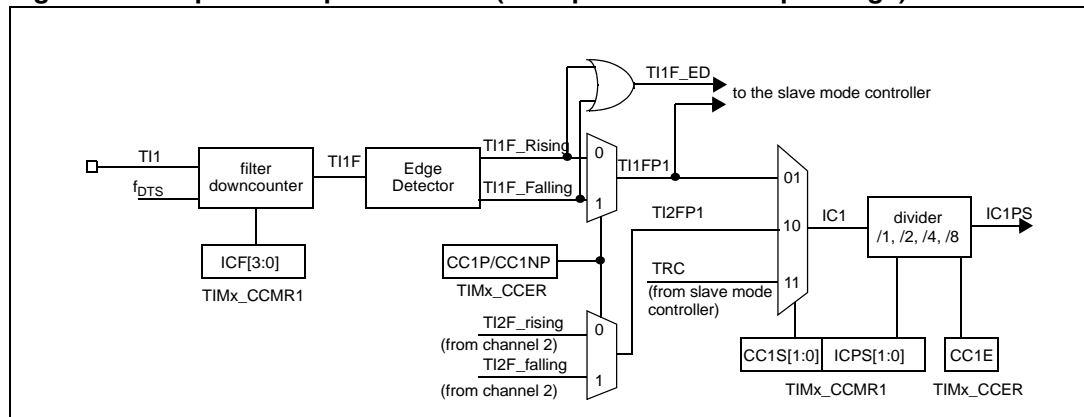 TI1F_ED
to the slave mode controller
TI1
TI1F
TI1F_Rising
0
TI1FP1
01
filter
downcounter
Edge
Detector
fDTS
TI1F_Falling
1
TI2FP1
10
IC1
divider
/1, /2, /4, /8
IC1PS
ICF[3:0]
TIMx_CCMR1
CC1P/CC1NP
TIMx_CCER
TRC
11
(from slave mode
controller)
TI2F_rising
0
(from channel 2)
TI2F_falling
1
(from channel 2)
CC1S[1:0]
ICPS[1:0]
CC1E
TIMx_CCMR1
TIMx_CCER